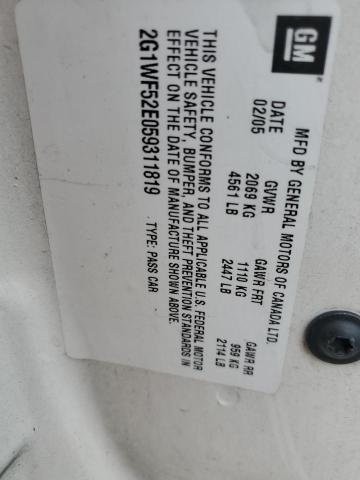 GM
MFD BY GENERAL MOTORS OF CANADA LTD.
DATE GVWR GAWR FRT GAWR RR
02/05 2069 KG 1110 KG 959 KG
4561 LB 2447 LB 2114 LB
THIS VEHICLE CONFORMS TO ALL APPLICABLE U.S. FEDERAL MOTOR
VEHICLE SAFETY, BUMPER, AND THEFT PREVENTION STANDARDS IN
EFFECT ON THE DATE OF MANUFACTURE SHOWN ABOVE.
2G1WF52E059311819 TYPE: PASS CAR